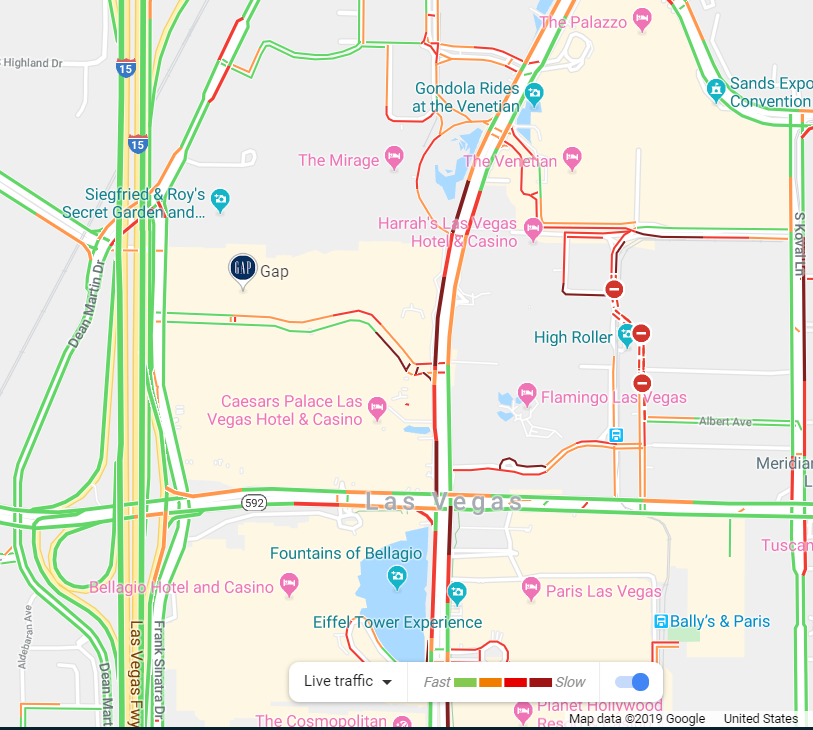 The Palazzo
S Highland Dr
15
Gondola Rides
at the Venetian
Sands Expo
Convention
15
The Mirage
The Venetian
Siegfried & Roy's
Secret Garden and...
Harrah's Las Vegas
Hotel & Casino
S Koval Ln
GAP
Gap
Dean Martin Dr
High Roller
Caesars Palace Las
Vegas Hotel & Casino
Flamingo Las Vegas
Albert Ave
Meridian
L
592
Las Vegas
Tuscan
Fountains of Bellagio
Bellagio Hotel and Casino
Paris Las Vegas
Eiffel Tower Experience
Bally's & Paris
Aldebaran Ave
Las Vegas Fwy
Frank Sinatra Dr
Dean Mart
Live traffic
Fast
Slow
Planet Hollywood
Res
The Cosmopolitan
Map data ©2019 Google
United States